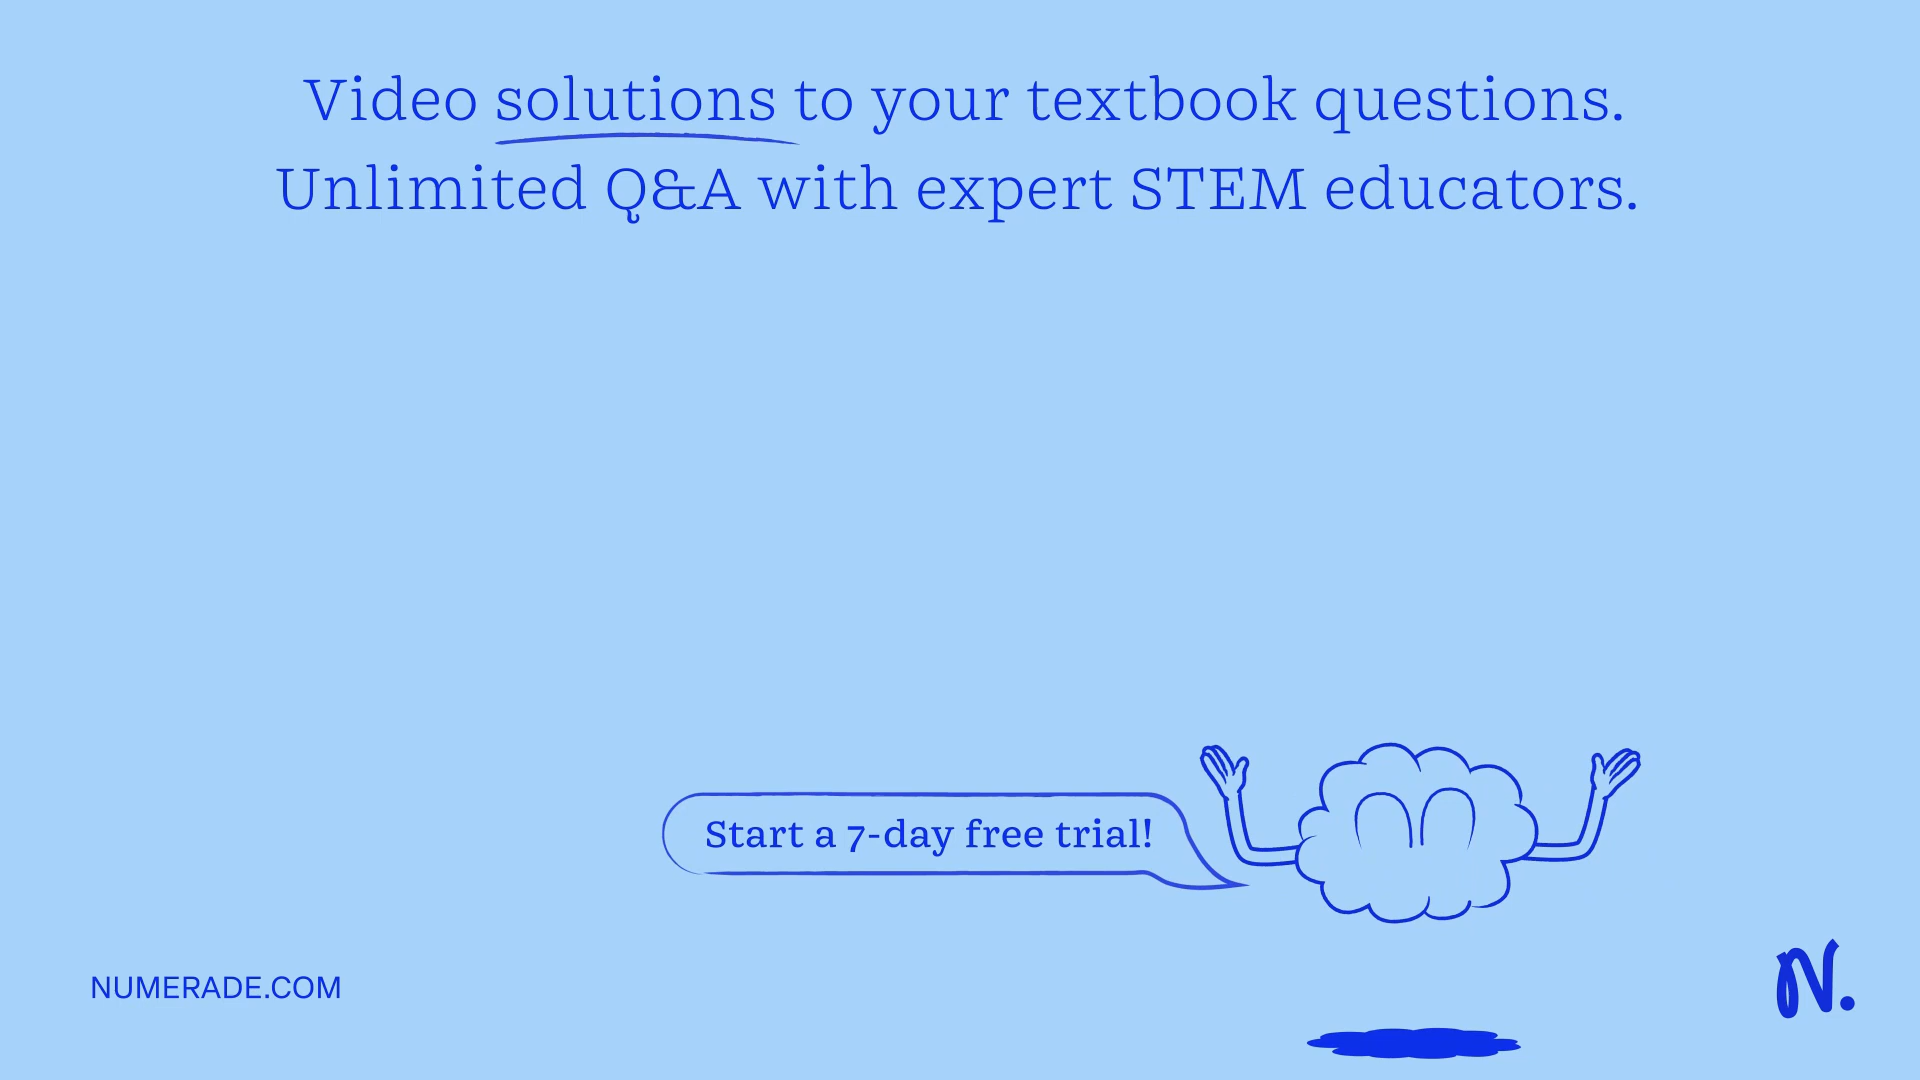 Video solutions to your textbook questions.
Unlimited Q&A with expert STEM educators.
Start a 7-day free trial!
NUMERADE.COM
N.